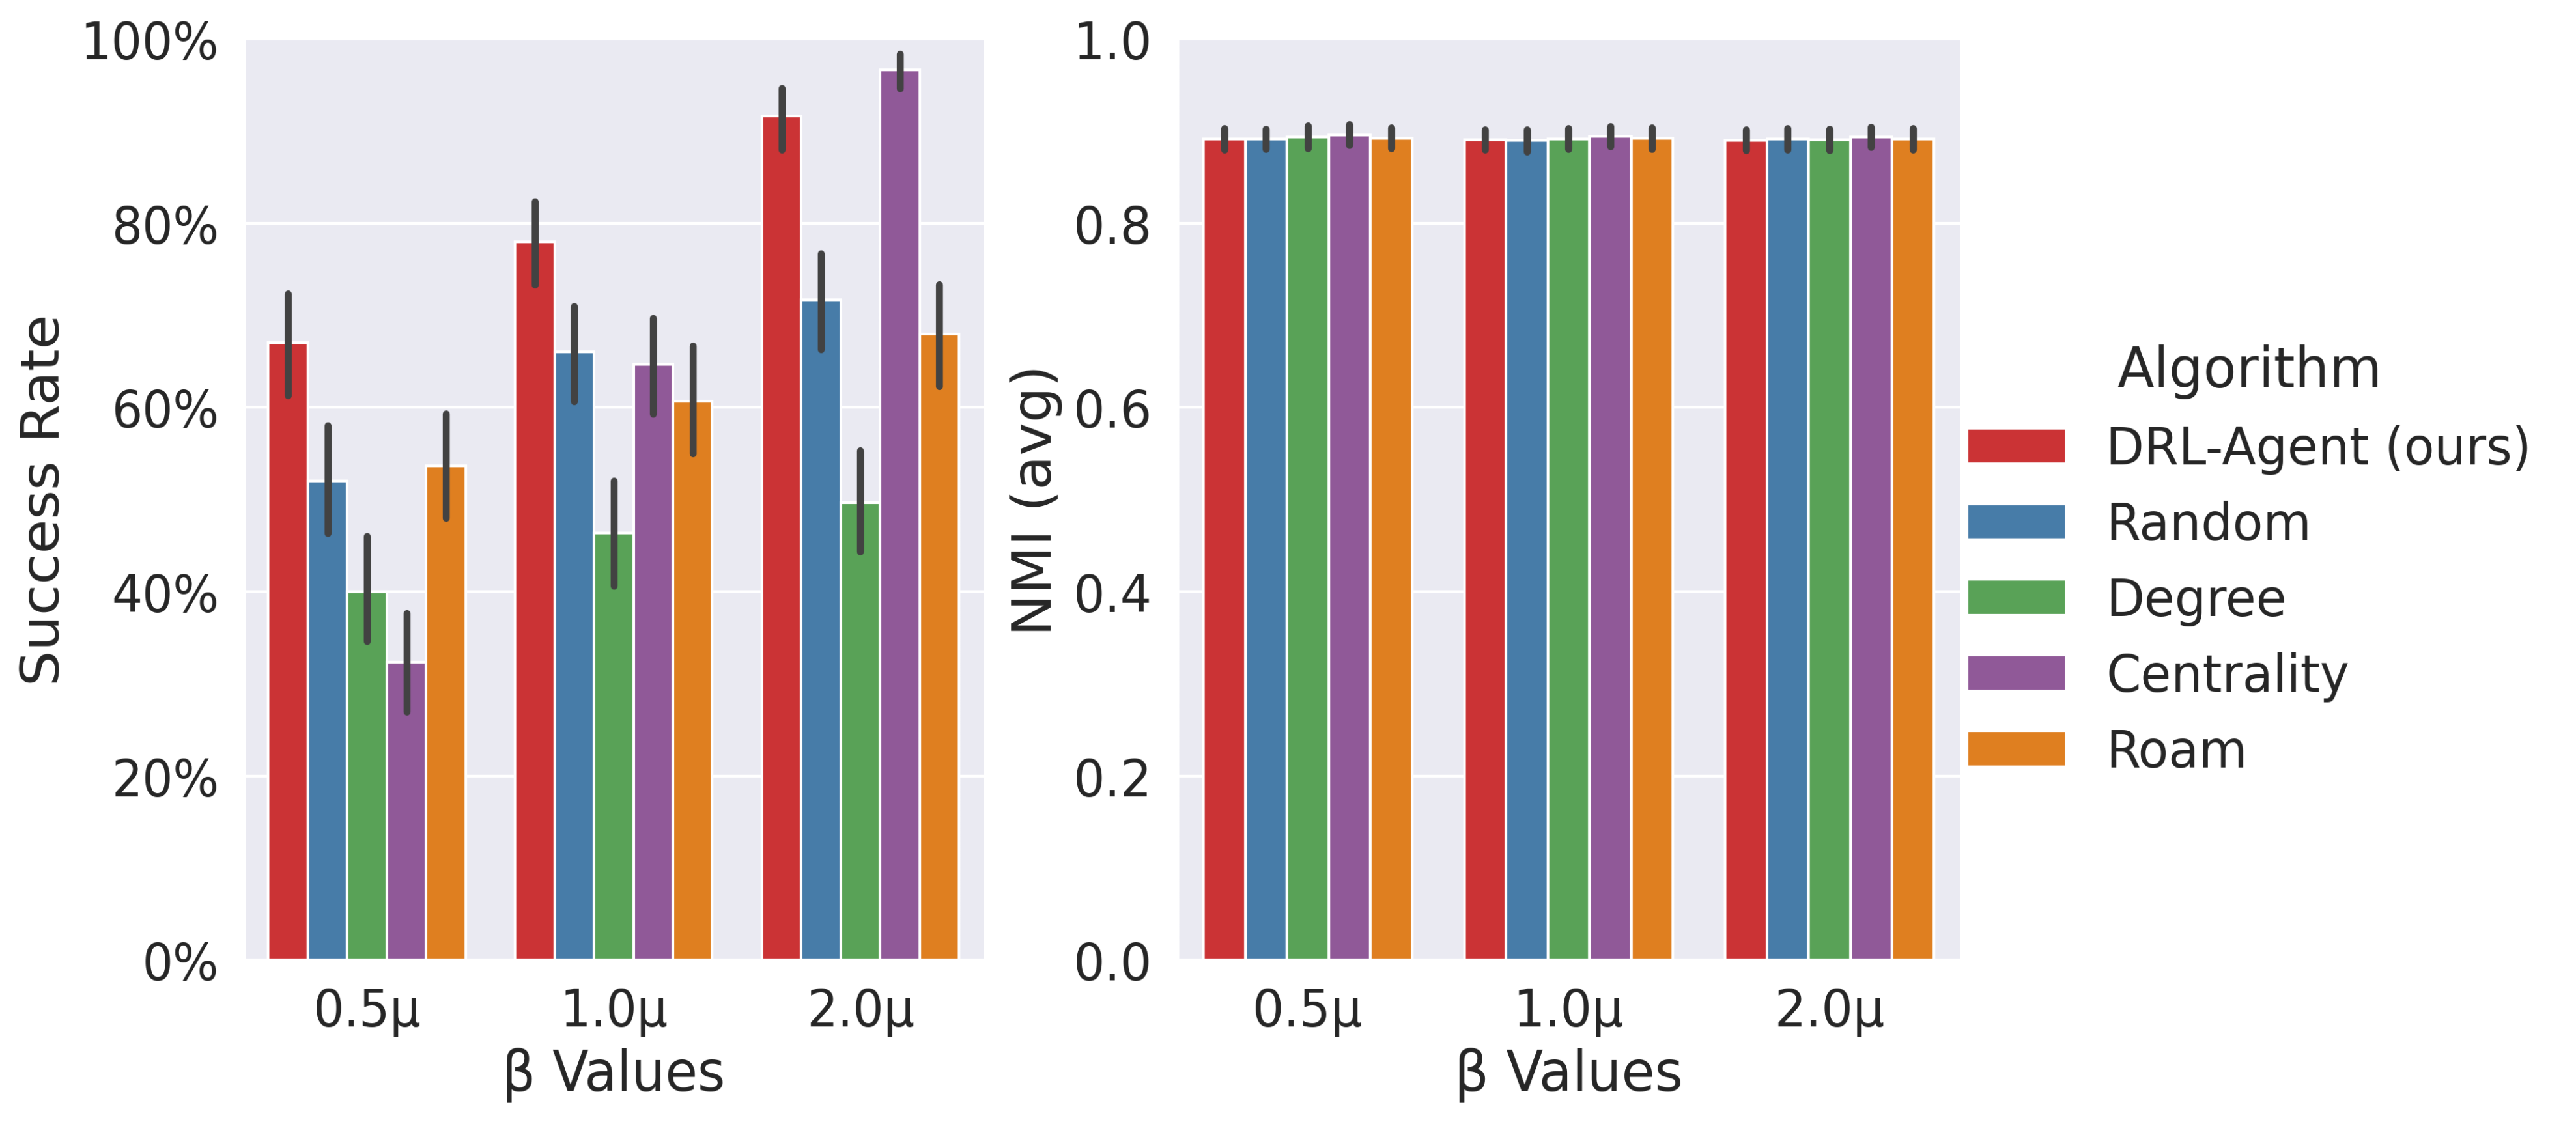 Success Rate
100%
80%
60%
40%
20%
0%
0.5μ 1.0μ 2.0μ
β Values
NMI (avg)
1.0
0.8
0.6
0.4
0.2
0.0
0.5μ 1.0μ 2.0μ
β Values
Algorithm
DRL-Agent (ours)
Random
Degree
Centrality
Roam